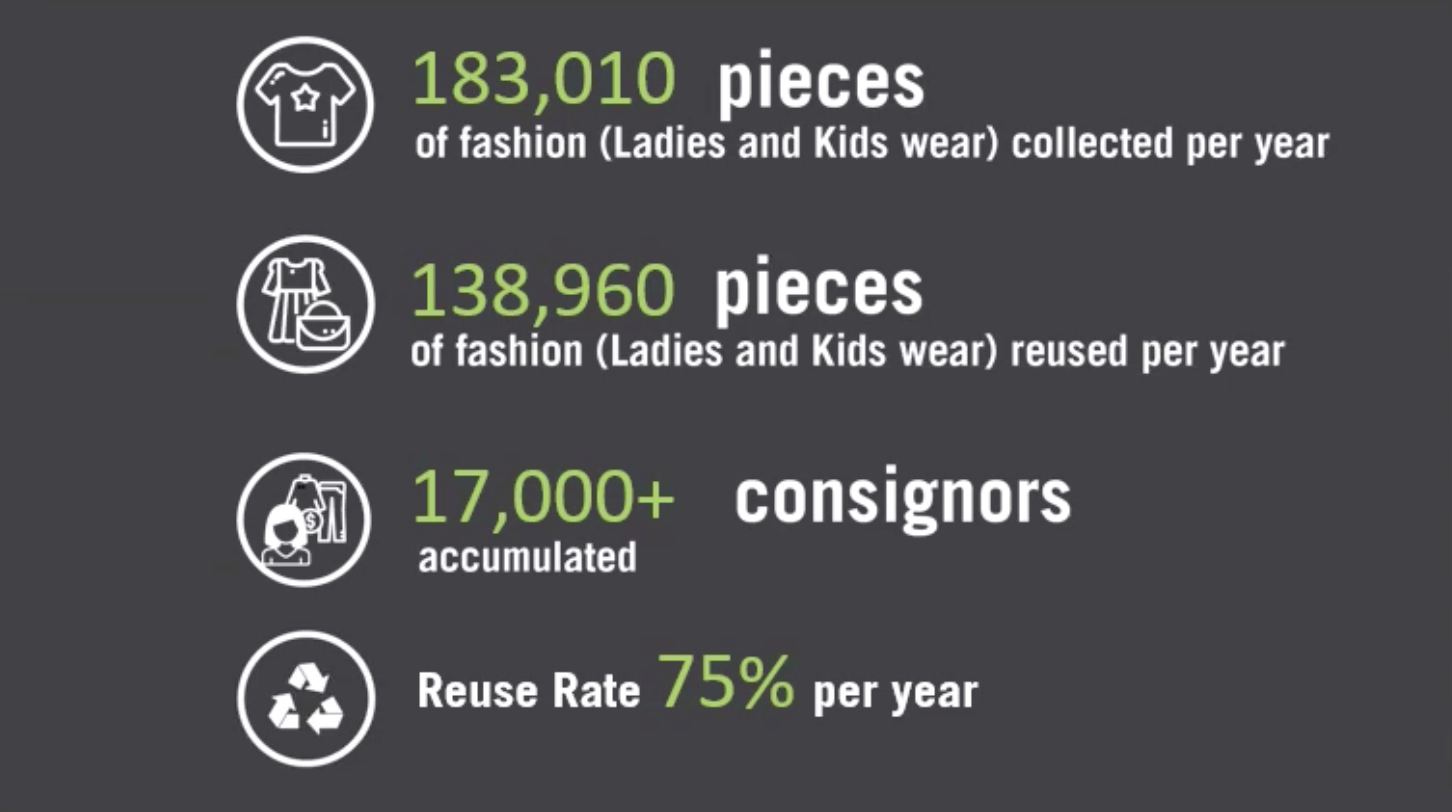 183,010 pieces
of fashion (Ladies and Kids wear) collected per year
138,960 pieces
of fashion (Ladies and Kids wear) reused per year
17,000+ consignors
accumulated
Reuse Rate 75% per year